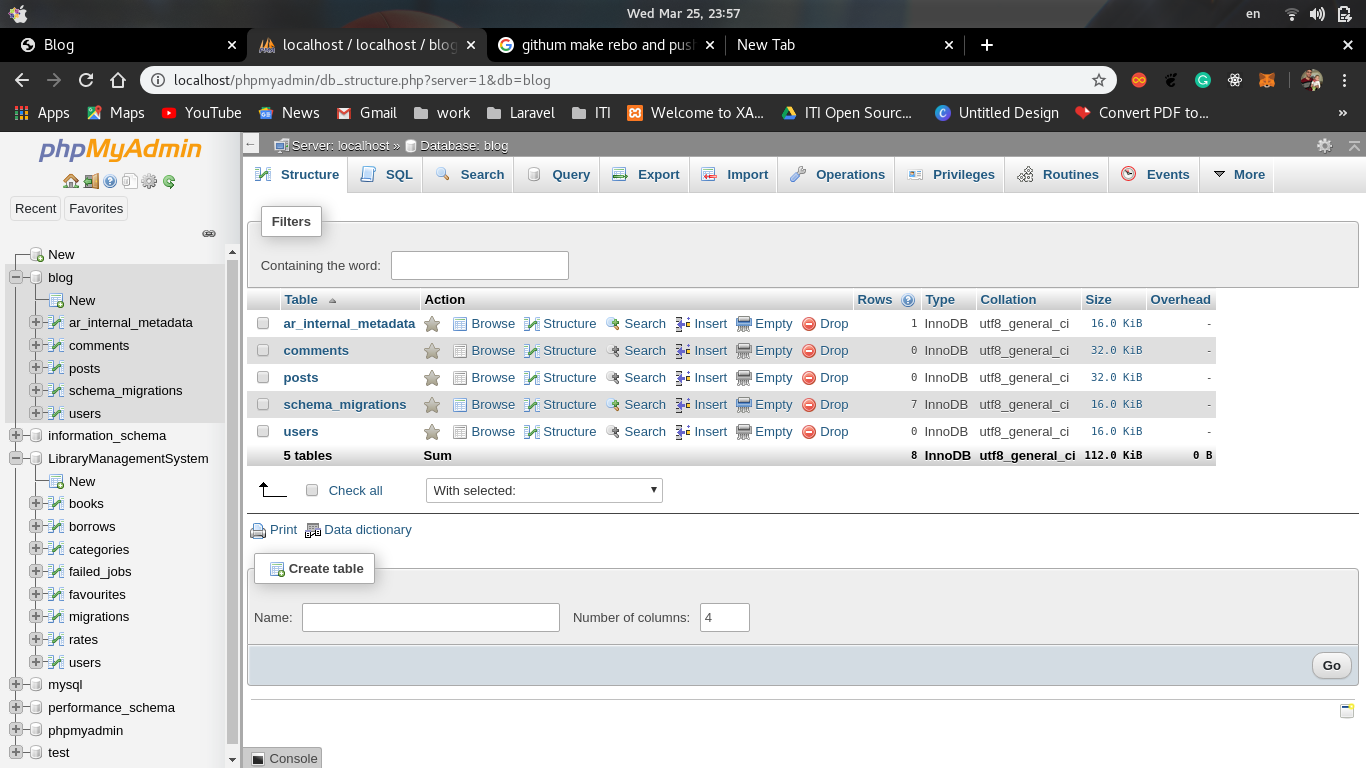 Wed Mar 25, 23:57
en
Blog
localhost / localhost / blog
githum make rebo and pus
New Tab
localhost/phpmyadmin/db_structure.php?server=1&db=blog
Apps
Maps
YouTube
News
Gmail
work
Laravel
ITI
Welcome to XA...
ITI Open Sourc...
Untitled Design
Convert PDF to...
»
phpMyAdmin
Recent
Favorites
New
blog
New
ar_internal_metadata
comments
posts
schema_migrations
users
information_schema
LibraryManagementSystem
New
books
borrows
categories
failed_jobs
favourites
migrations
rates
users
mysql
performance_schema
phpmyadmin
test
Server: localhost » Database: blog
Structure SQL Search Query Export Import Operations Privileges Routines Events More
Filters
Containing the word:
Table Action Rows Type Collation Size Overhead
ar_internal_metadata Browse Structure Search Insert Empty Drop 1 InnoDB utf8_general_ci 16.0 KiB -
comments Browse Structure Search Insert Empty Drop 0 InnoDB utf8_general_ci 32.0 KiB -
posts Browse Structure Search Insert Empty Drop 0 InnoDB utf8_general_ci 32.0 KiB -
schema_migrations Browse Structure Search Insert Empty Drop 7 InnoDB utf8_general_ci 16.0 KiB -
users Browse Structure Search Insert Empty Drop 0 InnoDB utf8_general_ci 16.0 KiB -
5 tables Sum 8 InnoDB utf8_general_ci 112.0 KiB 0 B
Check all
With selected:
Print Data dictionary
Create table
Name:
Number of columns: 4
Go
Console